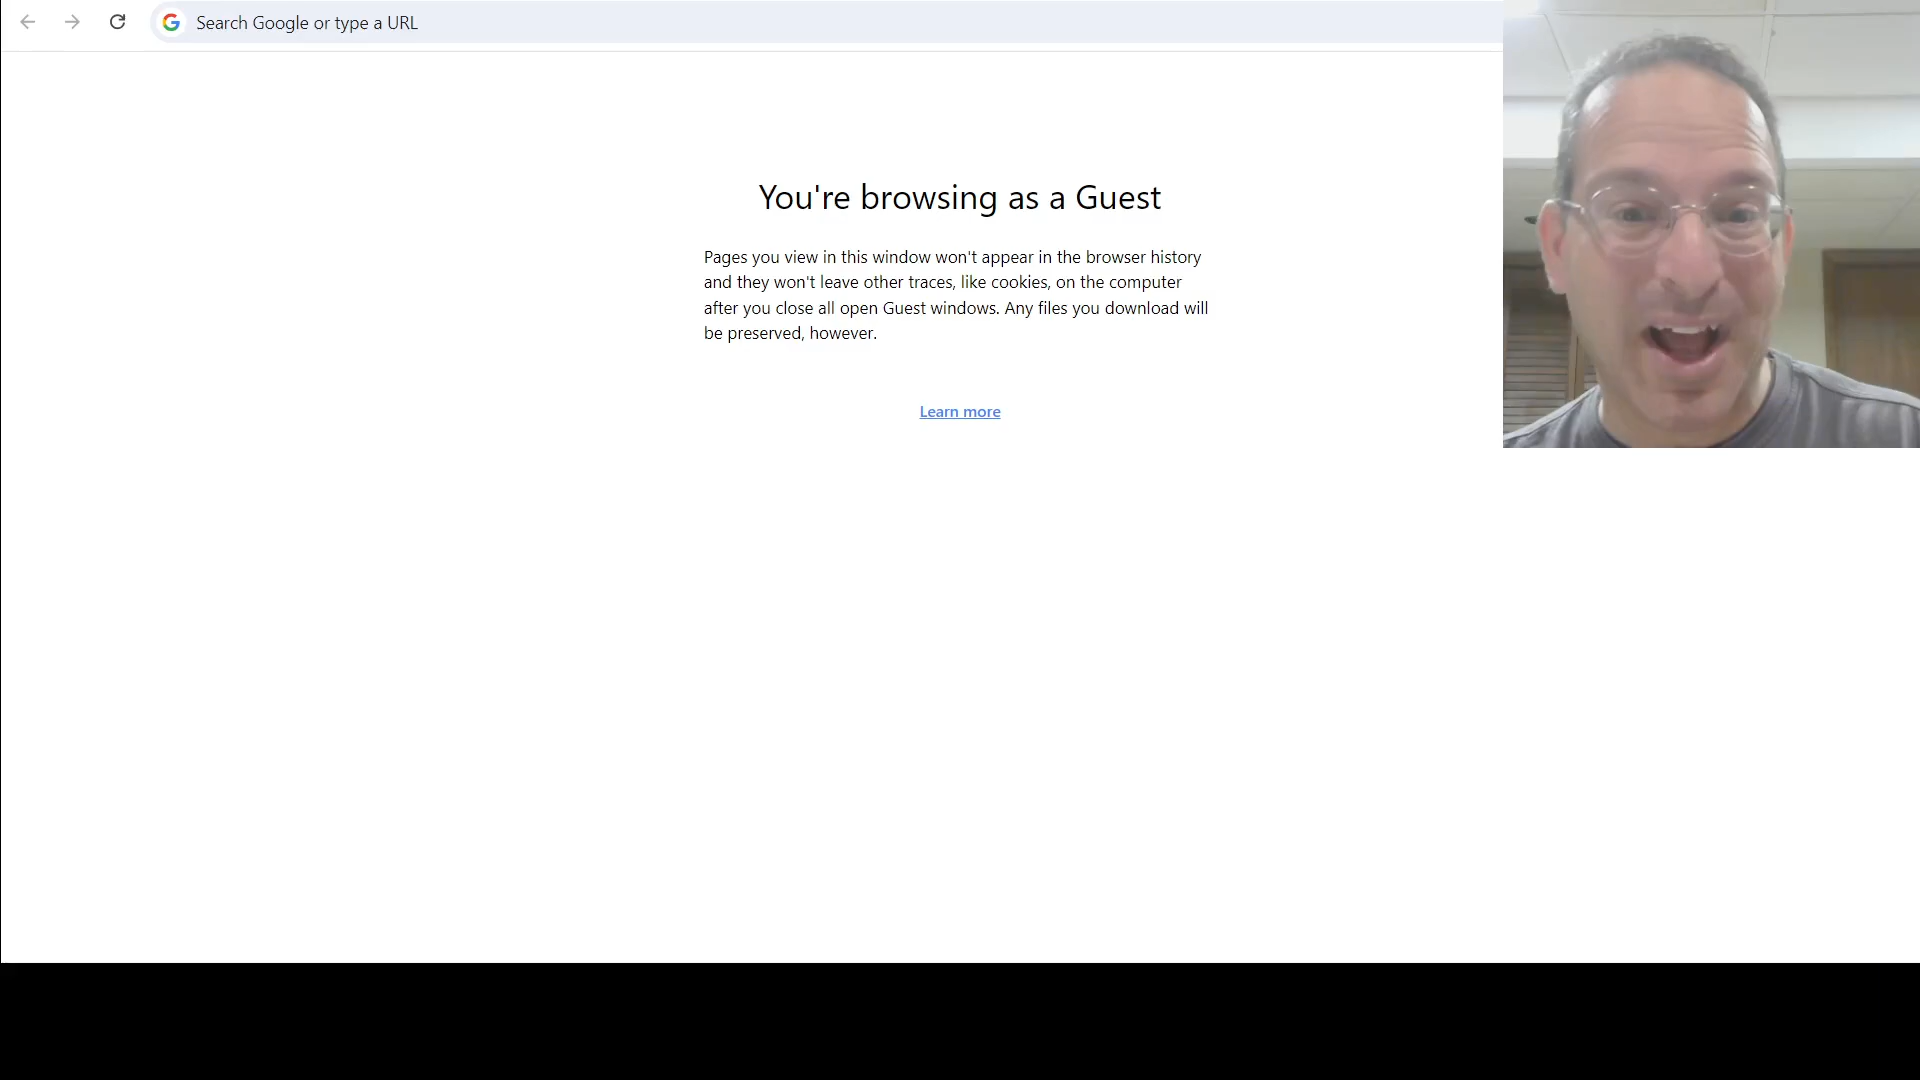 Search Google or type a URL
You're browsing as a Guest
Pages you view in this window won't appear in the browser history
and they won't leave other traces, like cookies, on the computer
after you close all open Guest windows. Any files you download will
be preserved, however.
Learn more